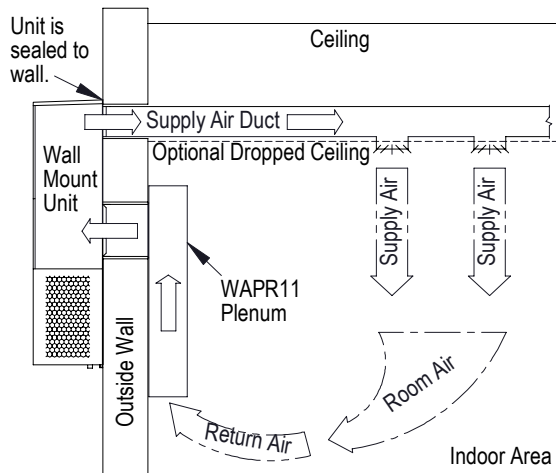 Unit is
sealed to
wall.
Ceiling
Supply Air Duct
Optional Dropped Ceiling
Wall
Mount
Unit
Supply Air
Supply Air
WAPR11
Plenum
Outside Wall
Room Air
Return Air
Indoor Area